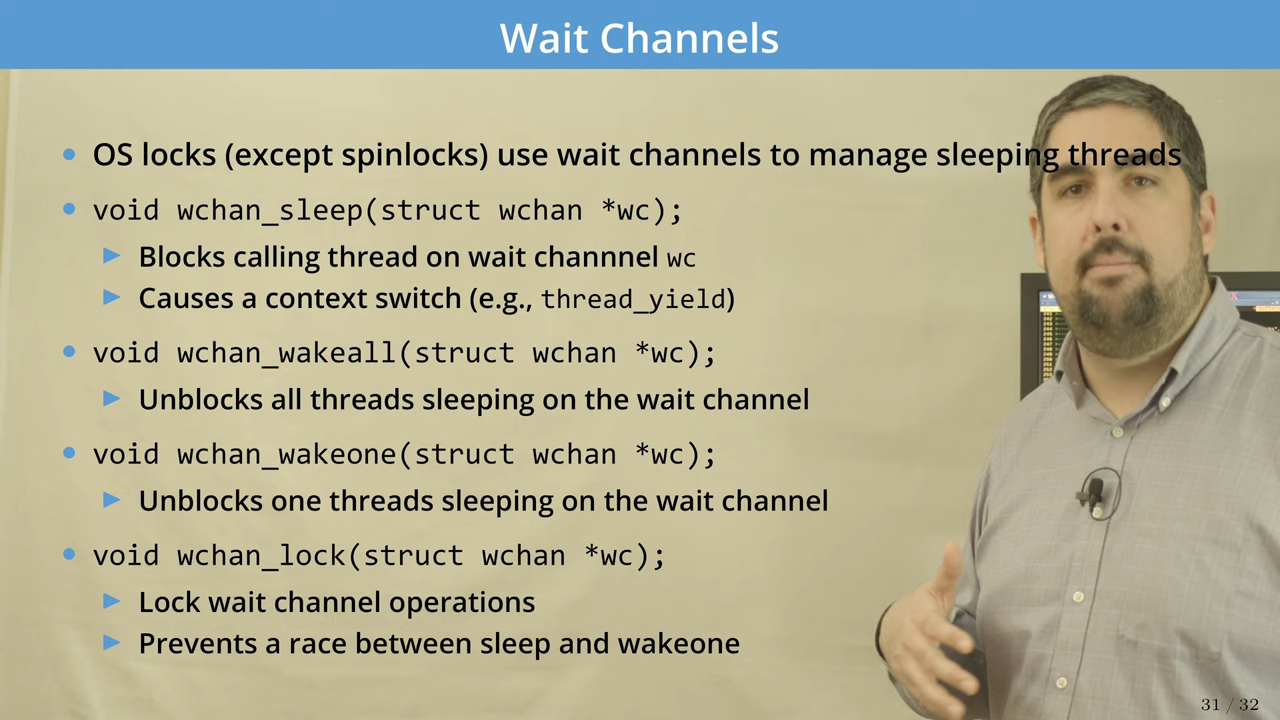 Wait Channels
OS locks (except spinlocks) use wait channels to manage sleeping threads
void wchan_sleep(struct wchan *wc);
Blocks calling thread on wait channnel wc
Causes a context switch (e.g., thread_yield)
void wchan_wakeall(struct wchan *wc);
Unblocks all threads sleeping on the wait channel
void wchan_wakeone(struct wchan *wc);
Unblocks one threads sleeping on the wait channel
void wchan_lock(struct wchan *wc);
Lock wait channel operations
Prevents a race between sleep and wakeone
31 / 32